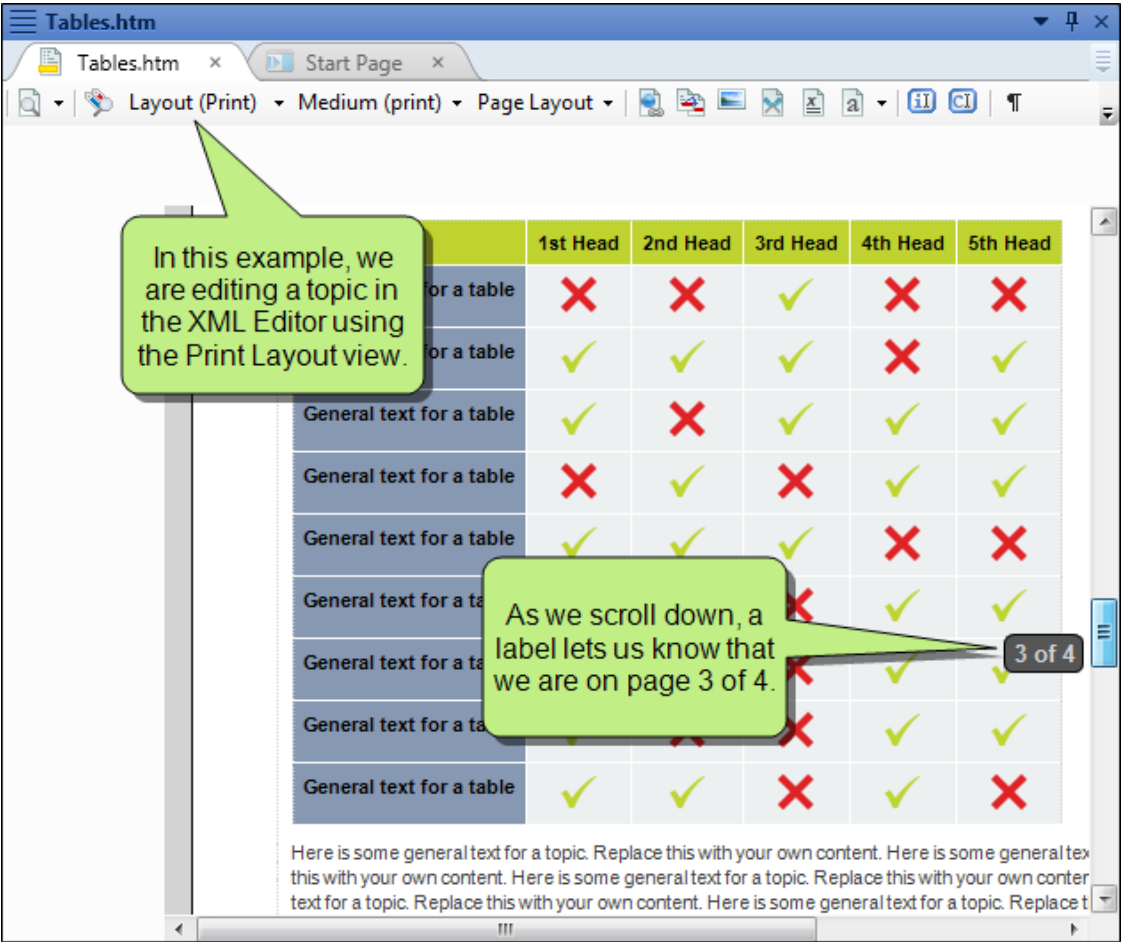 Tables.htm
Tables.htm × Start Page ×
Layout (Print) Medium (print) Page Layout
In this example, we
are editing a topic in
the XML Editor using
the Print Layout view.
1st Head 2nd Head 3rd Head 4th Head 5th Head
for a table
for a table
General text for a table
General text for a table
General text for a table
General text for a ta
General text for a ta
General text for a ta
General text for a table
As we scroll down, a
label lets us know that
we are on page 3 of 4.
3 of 4
Here is some general text for a topic. Replace this with your own content. Here is some general tex
this with your own content. Here is some general text for a topic. Replace this with your own conter
text for a topic. Replace this with your own content. Here is some general text for a topic. Replace t